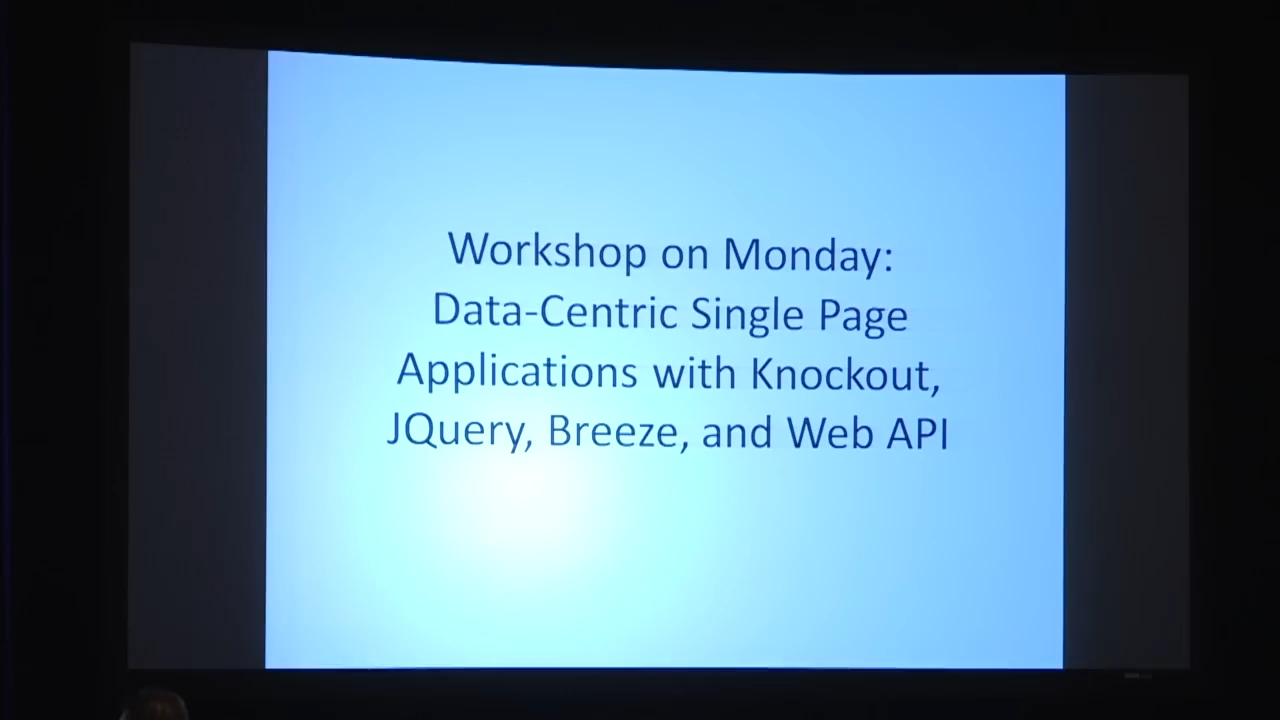 Workshop on Monday:
Data-Centric Single Page
Applications with Knockout,
JQuery, Breeze, and Web API